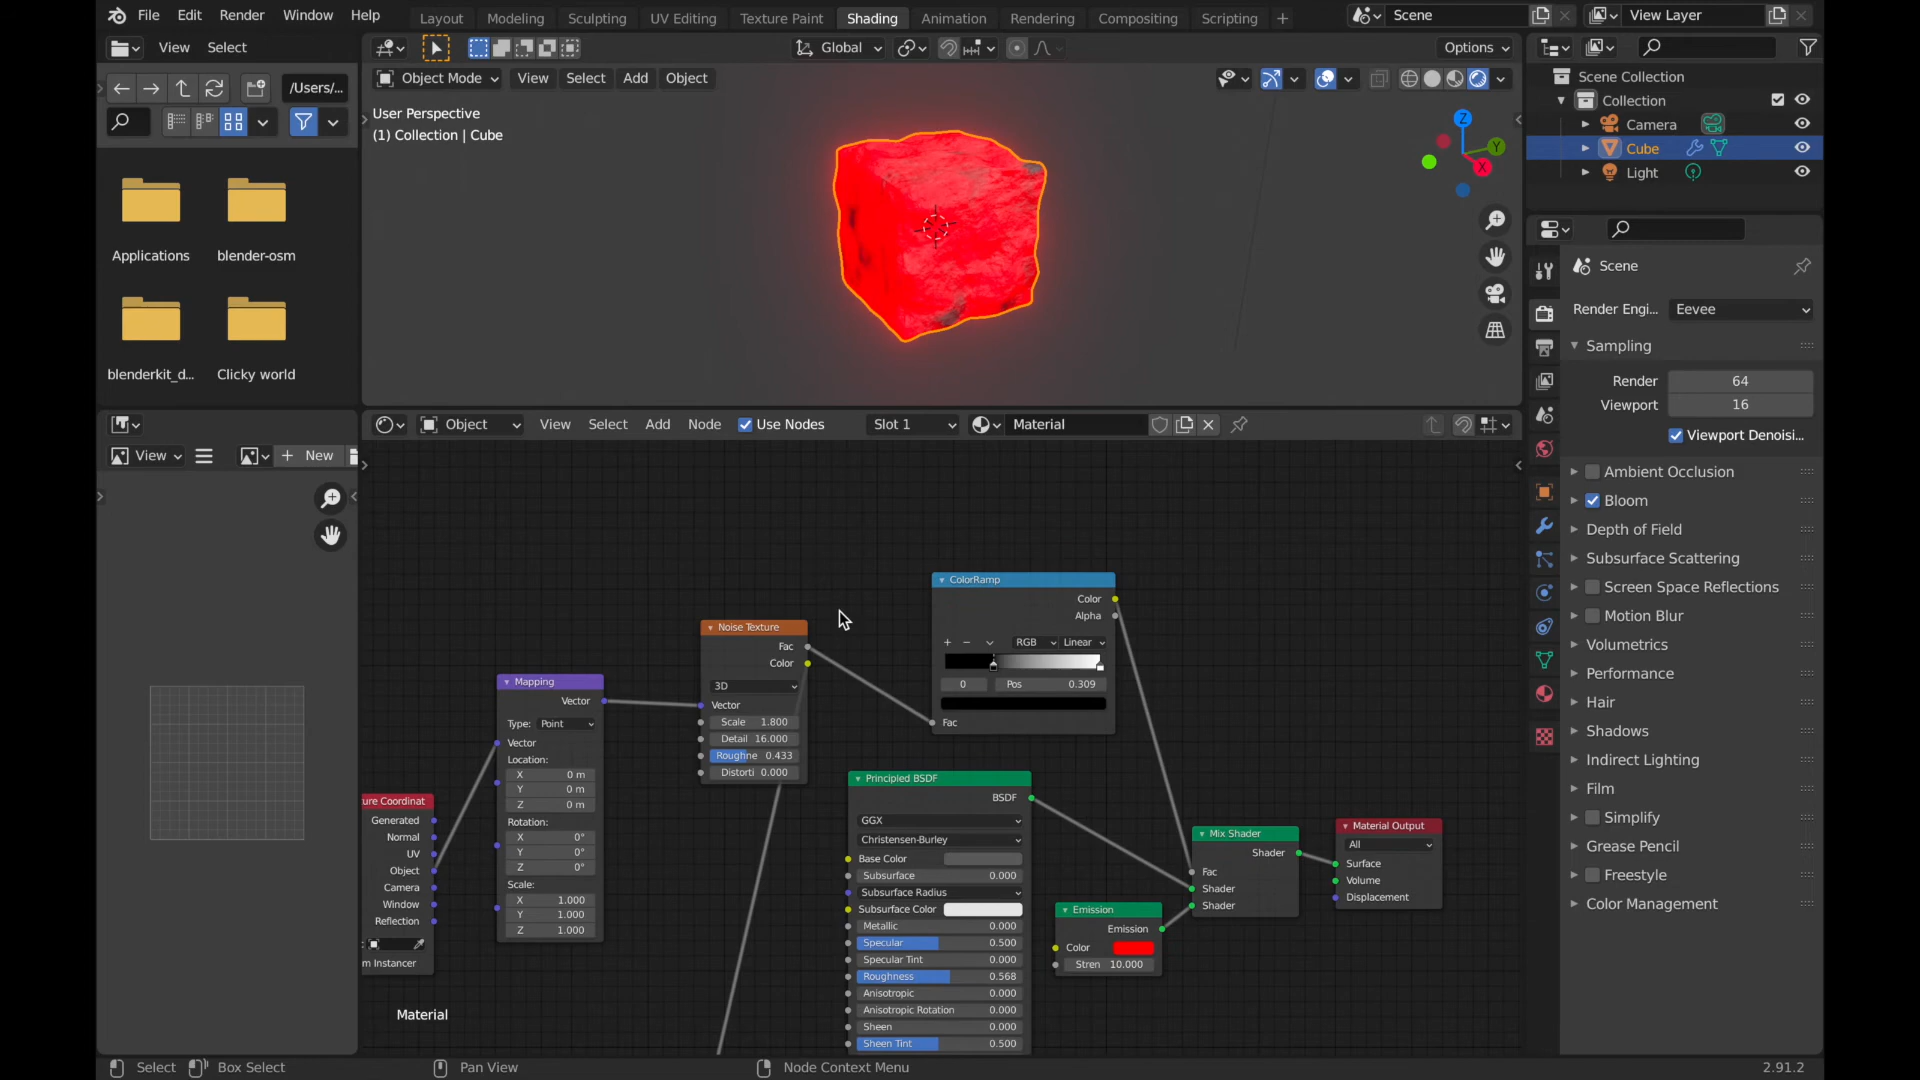 File Edit Render Window Help Layout Modeling Sculpting UV Editing Texture Paint Shading Animation Rendering Compositing Scripting + Scene View Layer
View Select Global Options
/Users/...
Object Mode View Select Add Object
User Perspective
(1) Collection | Cube
Z
Y
X
Applications
blender-osm
blenderkit_d...
Clicky world
Scene Collection
Collection
Camera
Cube
Light
Scene
Render Engi... Eevee
Sampling
Render 64
Viewport 16
Viewport Denoisi...
Ambient Occlusion
Bloom
Depth of Field
Subsurface Scattering
Screen Space Reflections
Motion Blur
Volumetrics
Performance
Hair
Shadows
Indirect Lighting
Film
Simplify
Grease Pencil
Freestyle
Color Management
Object View Select Add Node Use Nodes Slot 1 Material
View + New
ure Coordinat
Generated
Normal
UV
Object
Camera
Window
Reflection
m Instancer
Mapping
Vector
Type: Point
Vector
Location:
X 0 m
Y 0 m
Z 0 m
Rotation:
X 0°
Y 0°
Z 0°
Scale:
X 1.000
Y 1.000
Z 1.000
Noise Texture
Fac
Color
3D
Vector
Scale 1.800
Detail 16.000
Roughne 0.433
Distorti 0.000
ColorRamp
Color
Alpha
+ − RGB Linear
0 Pos 0.309
Fac
Principled BSDF
BSDF
GGX
Christensen-Burley
Base Color
Subsurface 0.000
Subsurface Radius
Subsurface Color
Metallic 0.000
Specular 0.500
Specular Tint 0.000
Roughness 0.568
Anisotropic 0.000
Anisotropic Rotation 0.000
Sheen 0.000
Sheen Tint 0.500
Emission
Emission
Color
Stren 10.000
Mix Shader
Shader
Fac
Shader
Shader
Material Output
All
Surface
Volume
Displacement
Material
Select Box Select Pan View Node Context Menu 2.91.2